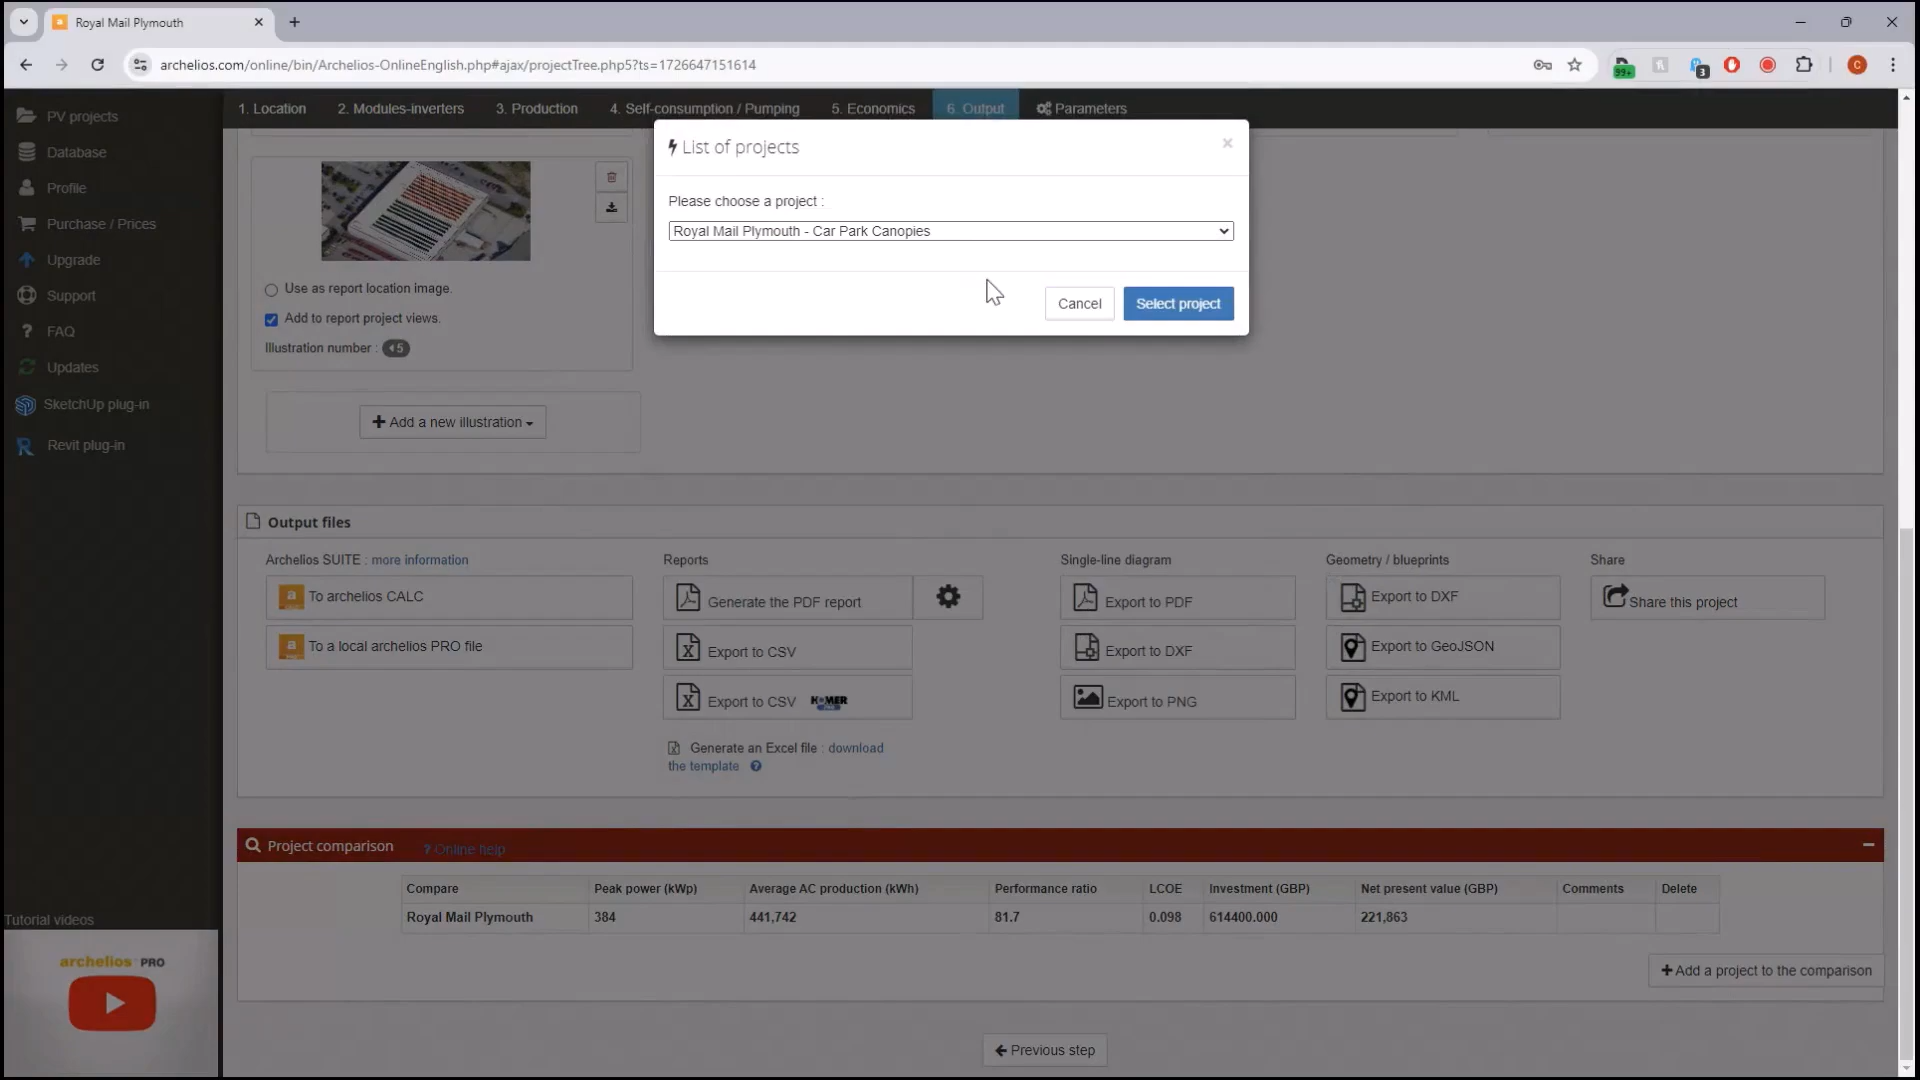 Royal Mail Plymouth
archelios.com/online/bin/Archelios-OnlineEnglish.php#ajax/projectTree.php5?ts=1726647151614
99+
3
C
PV projects
Database
Profile
Purchase / Prices
Upgrade
Support
FAQ
Updates
SketchUp plug-in
Revit plug-in
Tutorial videos
archelios PRO
1. Location
2. Modules-inverters
3. Production
4. Self-consumption / Pumping
5. Economics
6. Output
Parameters
List of projects
×
Please choose a project :
Royal Mail Plymouth - Car Park Canopies
Cancel
Select project
Use as report location image.
Add to report project views.
Illustration number : 5
Add a new illustration
Output files
Archelios SUITE : more information
To archelios CALC
To a local archelios PRO file
Reports
Generate the PDF report
Export to CSV
Export to CSV HOMER
Generate an Excel file : download
the template
Single-line diagram
Export to PDF
Export to DXF
Export to PNG
Geometry / blueprints
Export to DXF
Export to GeoJSON
Export to KML
Share
Share this project
Project comparison ? Online help
Compare Peak power (kWp) Average AC production (kWh) Performance ratio LCOE Investment (GBP) Net present value (GBP) Comments Delete
Royal Mail Plymouth 384 441,742 81.7 0.098 614400.000 221,863
Add a project to the comparison
Previous step